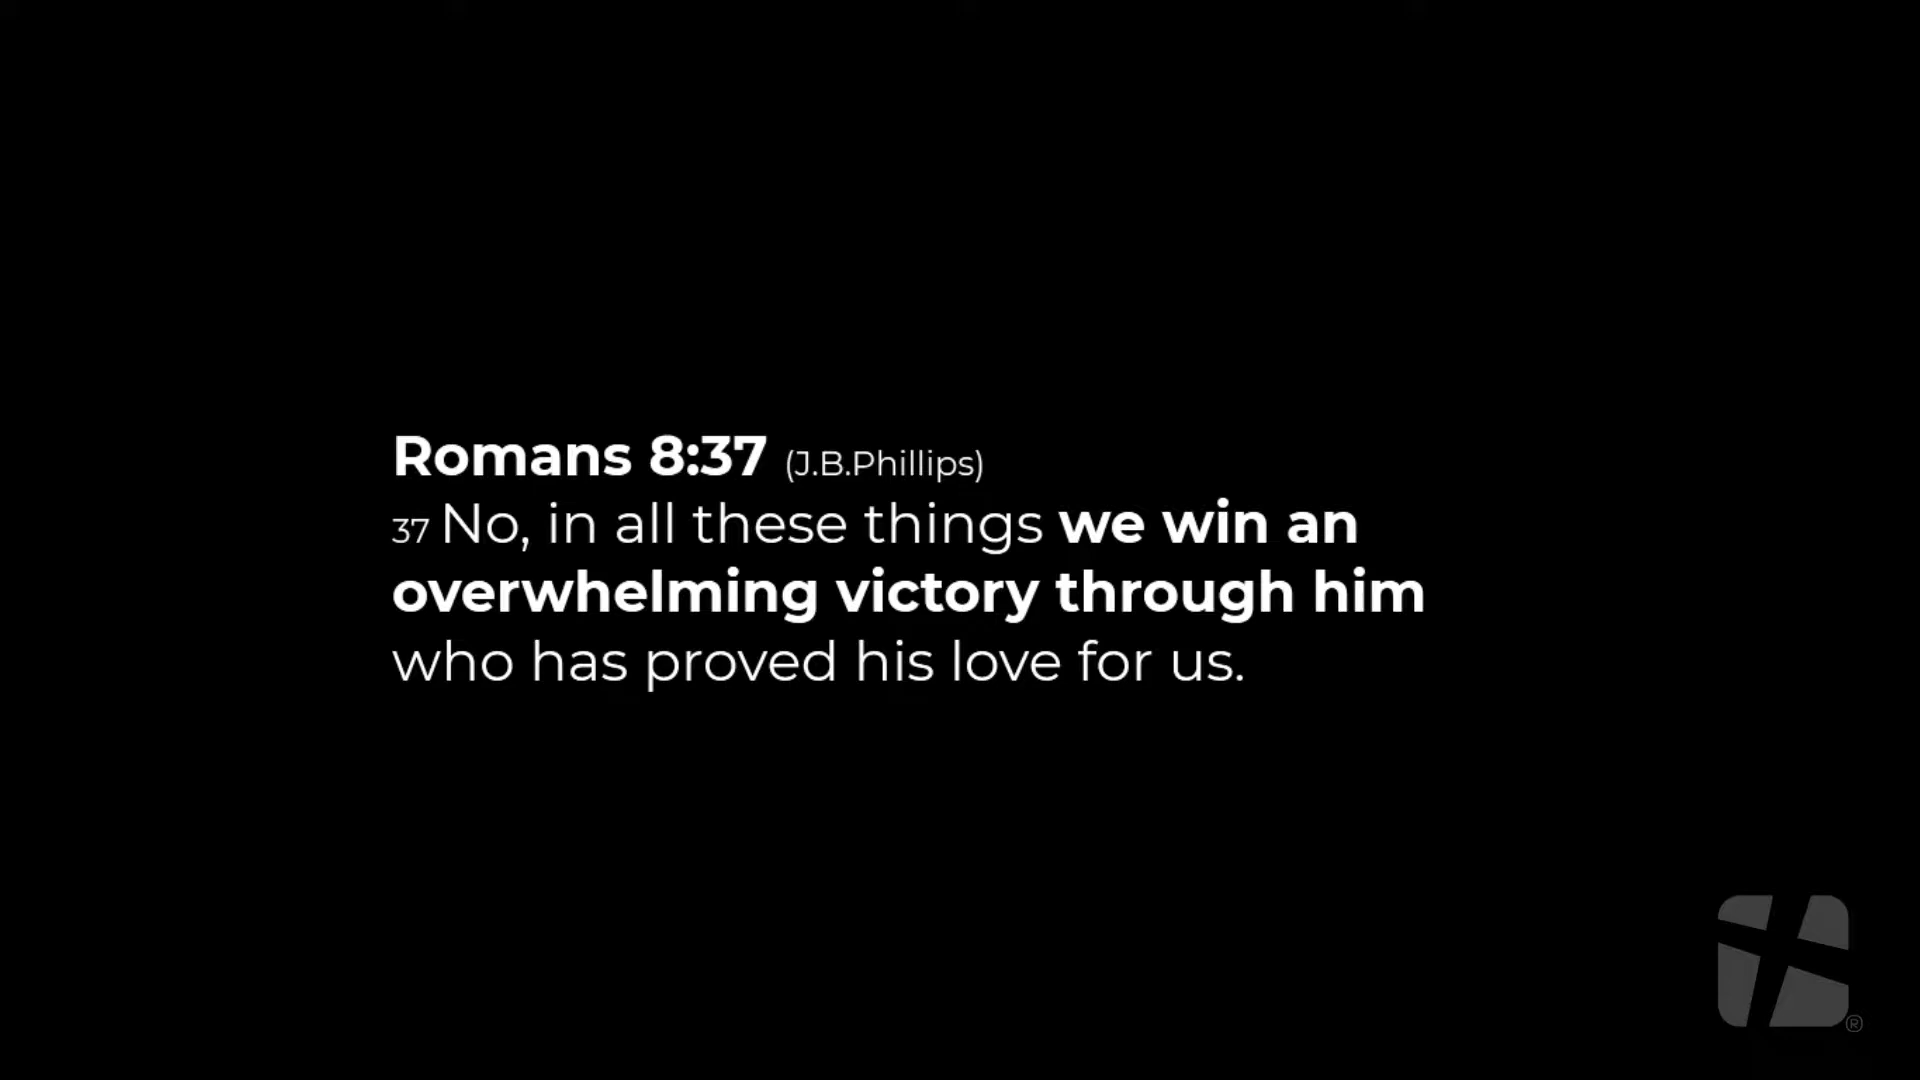 Romans 8:37 (J.B.Phillips)
37 No, in all these things we win an
overwhelming victory through him
who has proved his love for us.
®